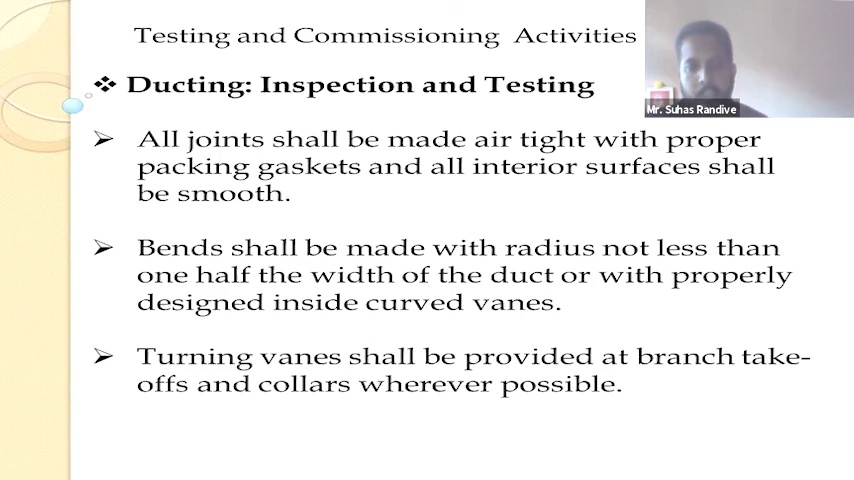 Testing and Commissioning Activities
❖ Ducting: Inspection and Testing
Mr. Suhas Randive
➢ All joints shall be made air tight with proper
packing gaskets and all interior surfaces shall
be smooth.
➢ Bends shall be made with radius not less than
one half the width of the duct or with properly
designed inside curved vanes.
➢ Turning vanes shall be provided at branch take-
offs and collars wherever possible.